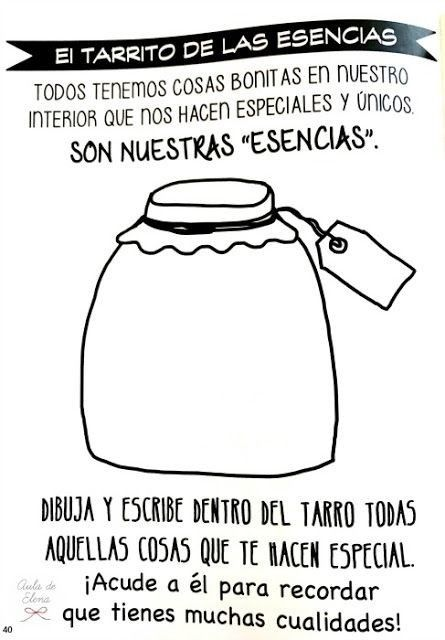 El TARRITO DE LAS ESENCIAS
TODOS TENEMOS COSAS BONITAS EN NUESTRO
INTERIOR QUE NOS HACEN ESPECIALES Y ÚNICOS.
SON NUESTRAS "ESENCIAS".
DIBUJA Y ESCRIBE DENTRO DEL TARRO TODAS
AQUELLAS COSAS QUE TE HACEN ESPECIAL.
¡Acude a él para recordar
que tienes muchas cualidades!
Aula de
Elena
40